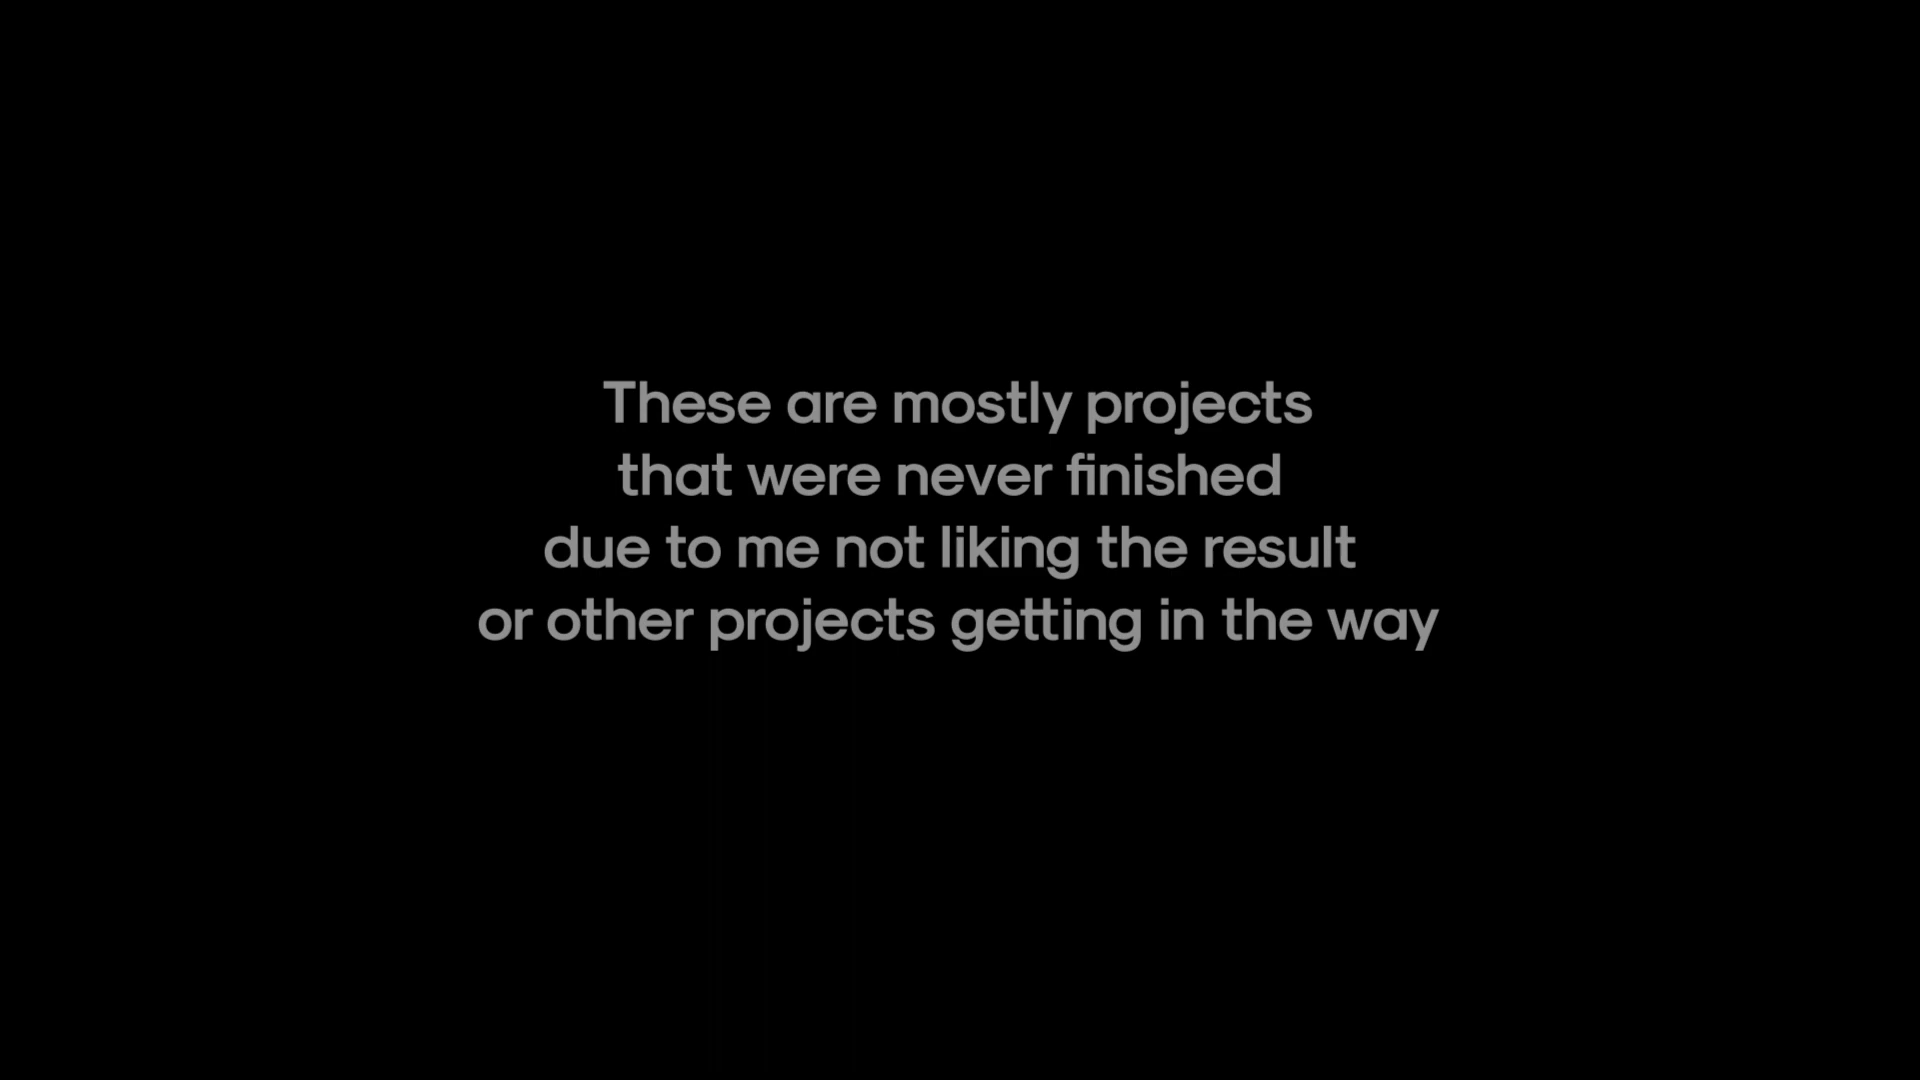 These are mostly projects
that were never finished
due to me not liking the result
or other projects getting in the way